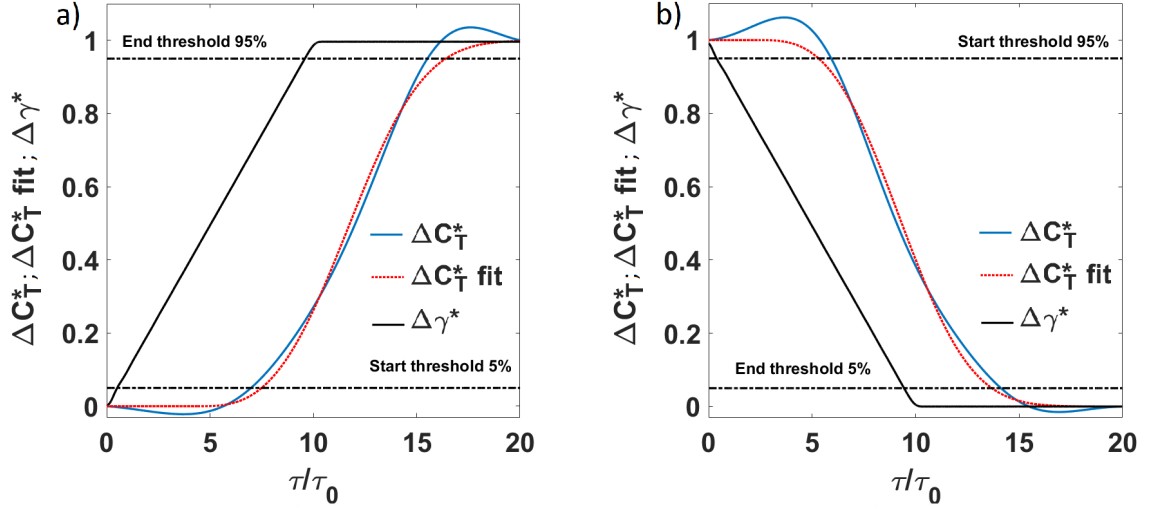 a)
ΔC*T; ΔC*T fit ; Δγ*
1
0.8
0.6
0.4
0.2
0
End threshold 95%
ΔC*T
ΔC*T fit
Δγ*
Start threshold 5%
0 5 10 15 20
τ/τ0
b)
ΔC*T; ΔC*T fit ; Δγ*
1
0.8
0.6
0.4
0.2
0
Start threshold 95%
ΔC*T
ΔC*T fit
Δγ*
End threshold 5%
0 5 10 15 20
τ/τ0